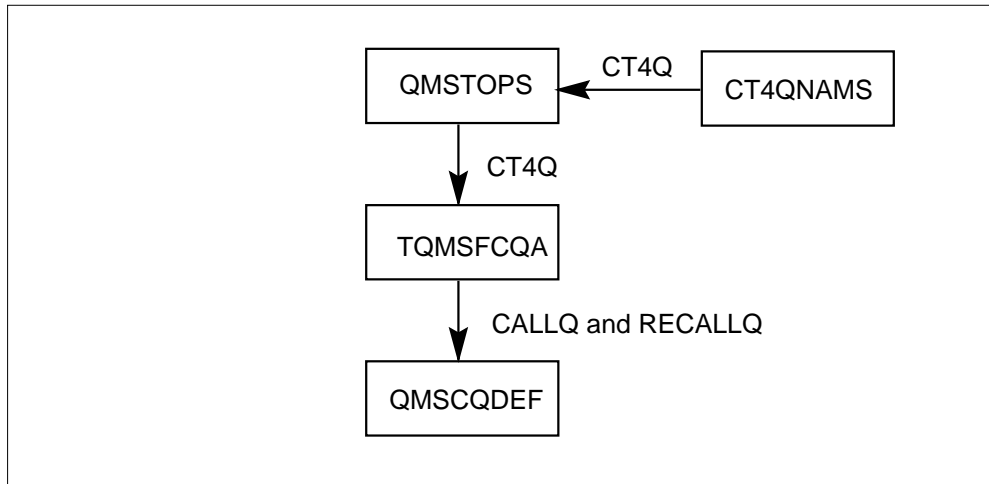 CT4Q
QMSTOPS
CT4QNAMS
CT4Q
TQMSFCQA
CALLQ and RECALLQ
QMSCQDEF